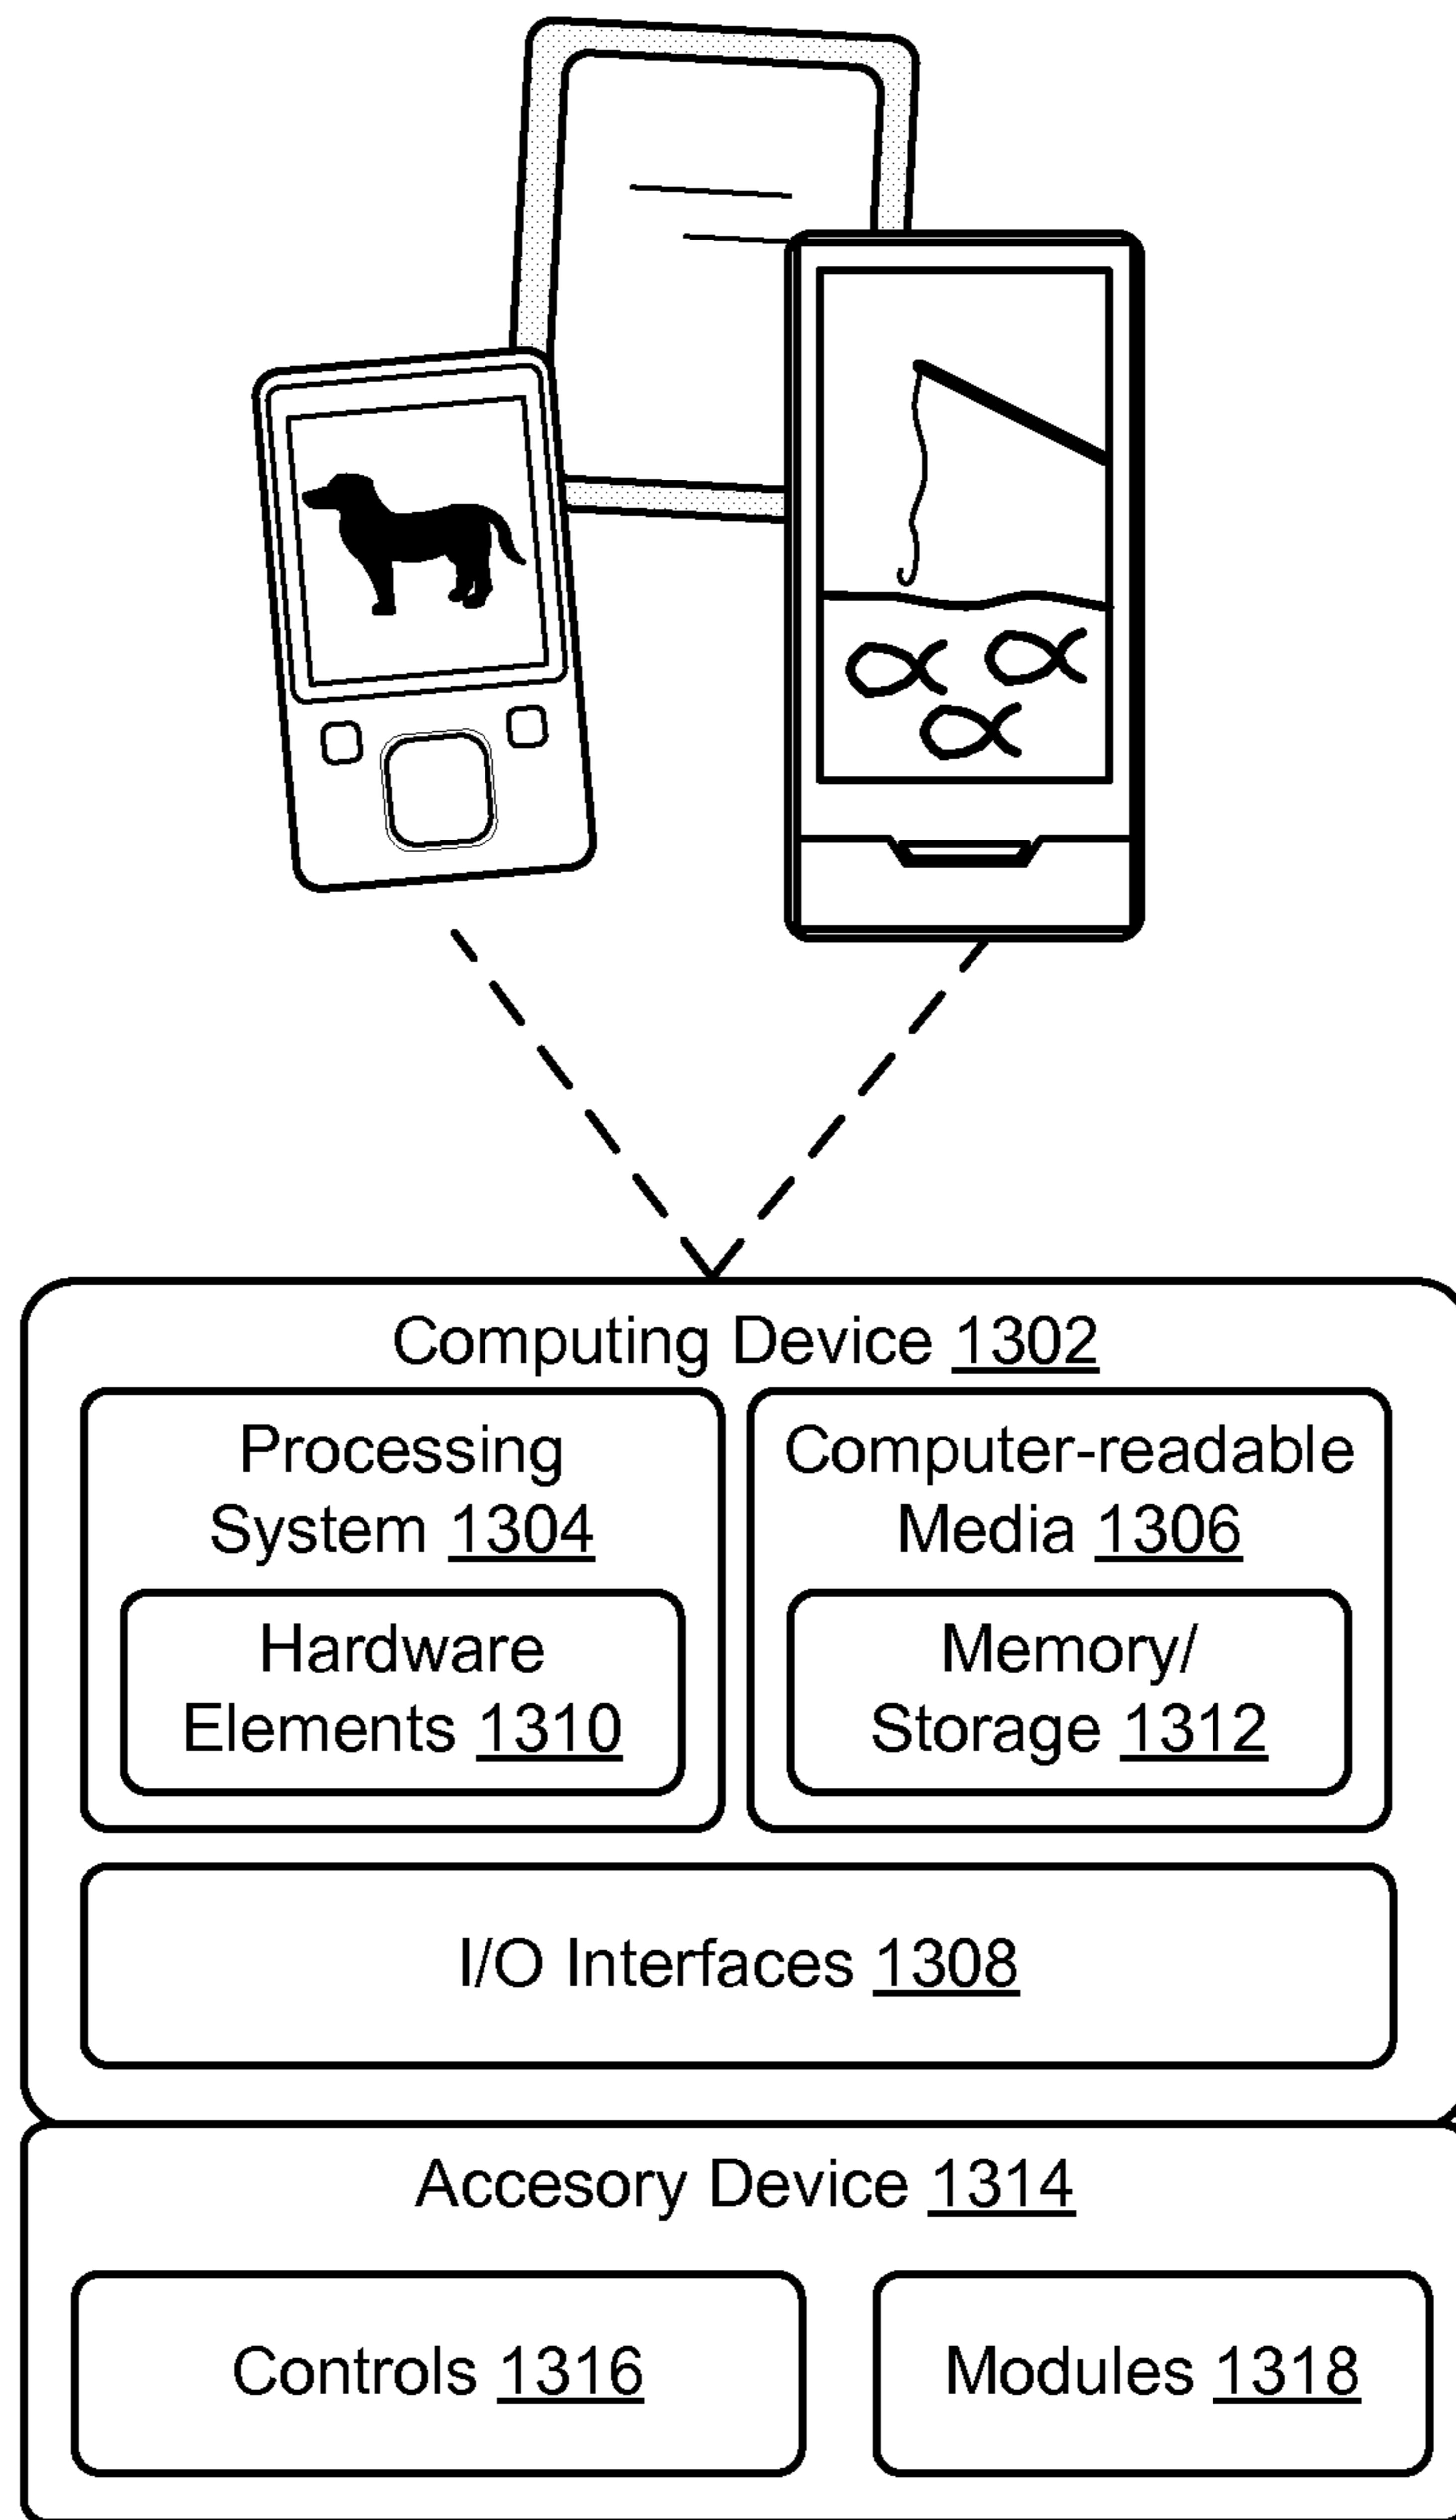 Computing Device 1302
Processing
System 1304
Hardware
Elements 1310
Computer-readable
Media 1306
Memory/
Storage 1312
I/O Interfaces 1308
Accesory Device 1314
Controls 1316
Modules 1318